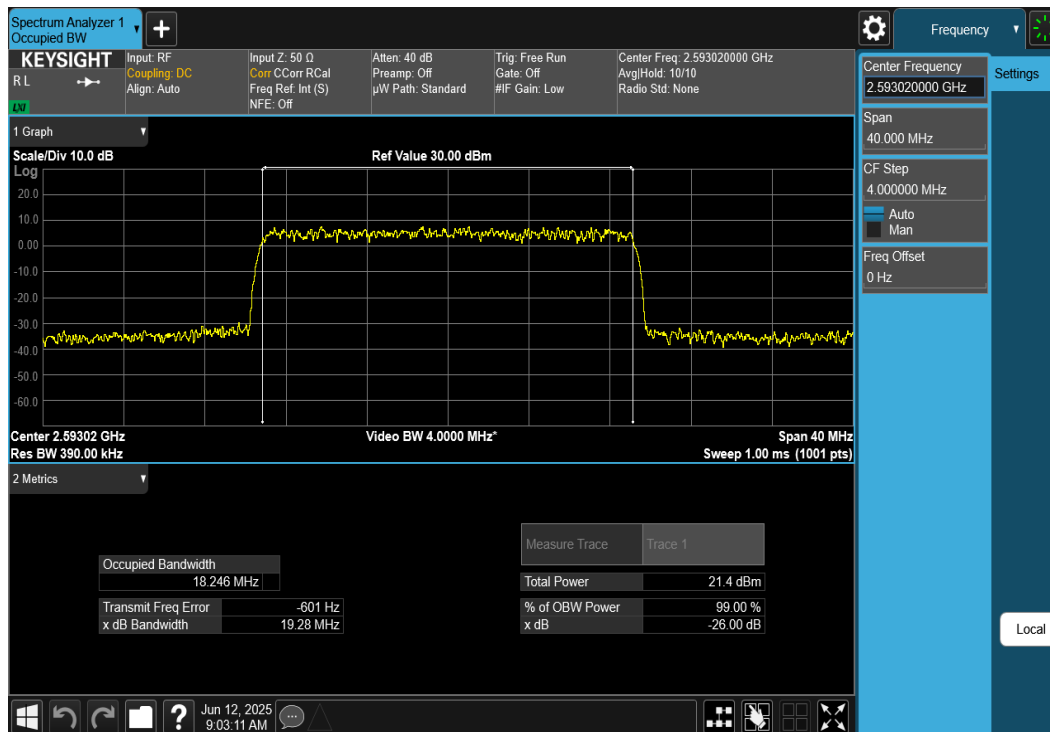 Spectrum Analyzer 1
Occupied BW
Frequency
KEYSIGHT
R L
LXI
Input: RF
Coupling: DC
Align: Auto
Input Z: 50 Ω
Corr CCorr RCal
Freq Ref: Int (S)
NFE: Off
Atten: 40 dB
Preamp: Off
µW Path: Standard
Trig: Free Run
Gate: Off
#IF Gain: Low
Center Freq: 2.593020000 GHz
Avg|Hold: 10/10
Radio Std: None
Center Frequency
2.593020000 GHz
Settings
Span
40.000 MHz
CF Step
4.000000 MHz
Auto
Man
Freq Offset
0 Hz
Local
1 Graph
Scale/Div 10.0 dB
Ref Value 30.00 dBm
Log
20.0
10.0
0.00
-10.0
-20.0
-30.0
-40.0
-50.0
-60.0
Center 2.59302 GHz
Video BW 4.0000 MHz*
Span 40 MHz
Res BW 390.00 kHz
Sweep 1.00 ms (1001 pts)
2 Metrics
Measure Trace
Trace 1
Occupied Bandwidth
18.246 MHz
Total Power
21.4 dBm
Transmit Freq Error
-601 Hz
% of OBW Power
99.00 %
x dB Bandwidth
19.28 MHz
x dB
-26.00 dB
Jun 12, 2025
9:03:11 AM